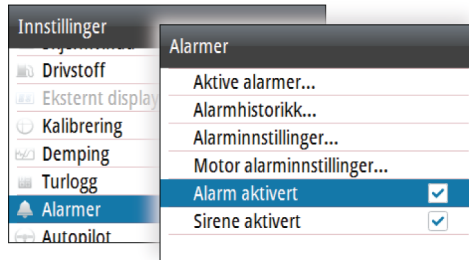 Innstillinger
Drivstoff
Eksternt display
Kalibrering
Demping
Turlogg
Alarmer
Autopilot
Alarmer
Aktive alarmer...
Alarmhistorikk...
Alarminnstillinger...
Motor alarminnstillinger...
Alarm aktivert
Sirene aktivert